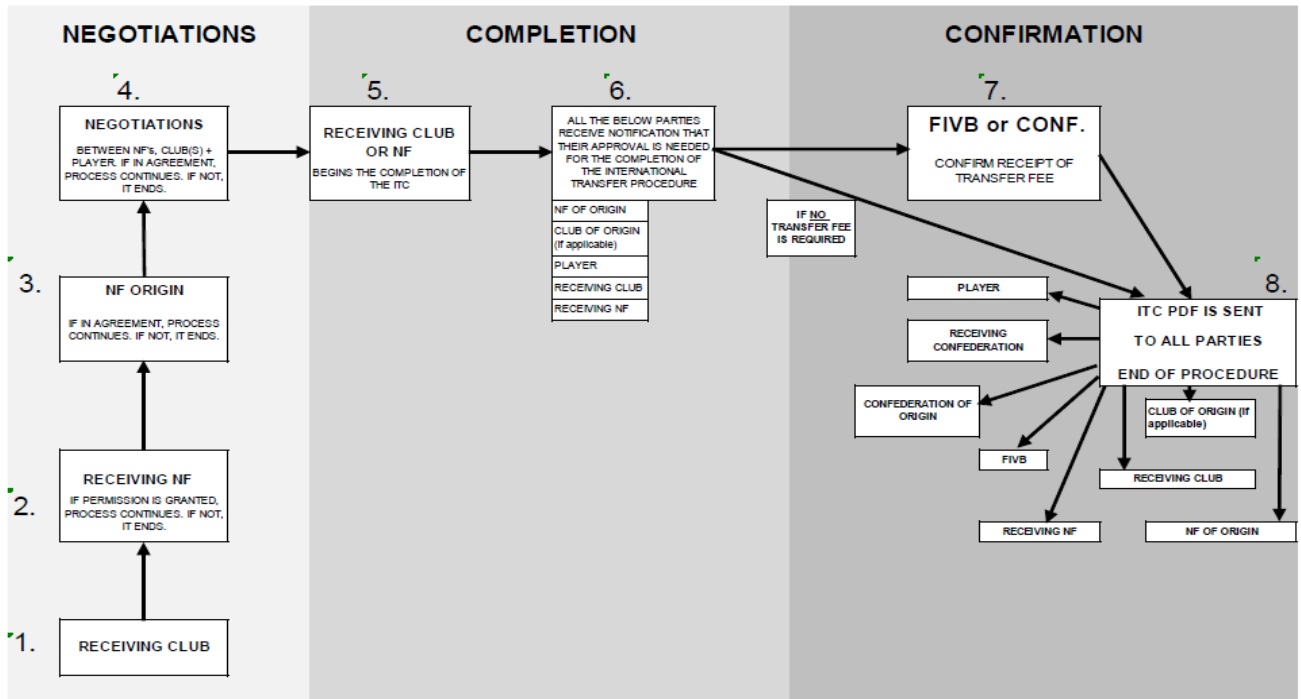 NEGOTIATIONS
COMPLETION
CONFIRMATION
4.
NEGOTIATIONS
BETWEEN NF's, CLUB(S) +
PLAYER. IF IN AGREEMENT,
PROCESS CONTINUES. IF NOT,
IT ENDS.
3.
NF ORIGIN
IF IN AGREEMENT, PROCESS
CONTINUES. IF NOT, IT ENDS.
2.
RECEIVING NF
IF PERMISSION IS GRANTED,
PROCESS CONTINUES. IF NOT,
IT ENDS.
1.
RECEIVING CLUB
5.
RECEIVING CLUB
OR NF
BEGINS THE COMPLETION OF
THE ITC
6.
ALL THE BELOW PARTIES
RECEIVE NOTIFICATION THAT
THEIR APPROVAL IS NEEDED
FOR THE COMPLETION OF
THE INTERNATIONAL
TRANSFER PROCEDURE
NF OF ORIGIN
CLUB OF ORIGIN
(if applicable)
PLAYER
RECEIVING CLUB
RECEIVING NF
IF NO
TRANSFER FEE
IS REQUIRED
7.
FIVB or CONF.
CONFIRM RECEIPT OF
TRANSFER FEE
8.
ITC PDF IS SENT
TO ALL PARTIES
END OF PROCEDURE
PLAYER
RECEIVING
CONFEDERATION
CONFEDERATION OF
ORIGIN
FIVB
RECEIVING NF
CLUB OF ORIGIN (if
applicable)
RECEIVING CLUB
NF OF ORIGIN